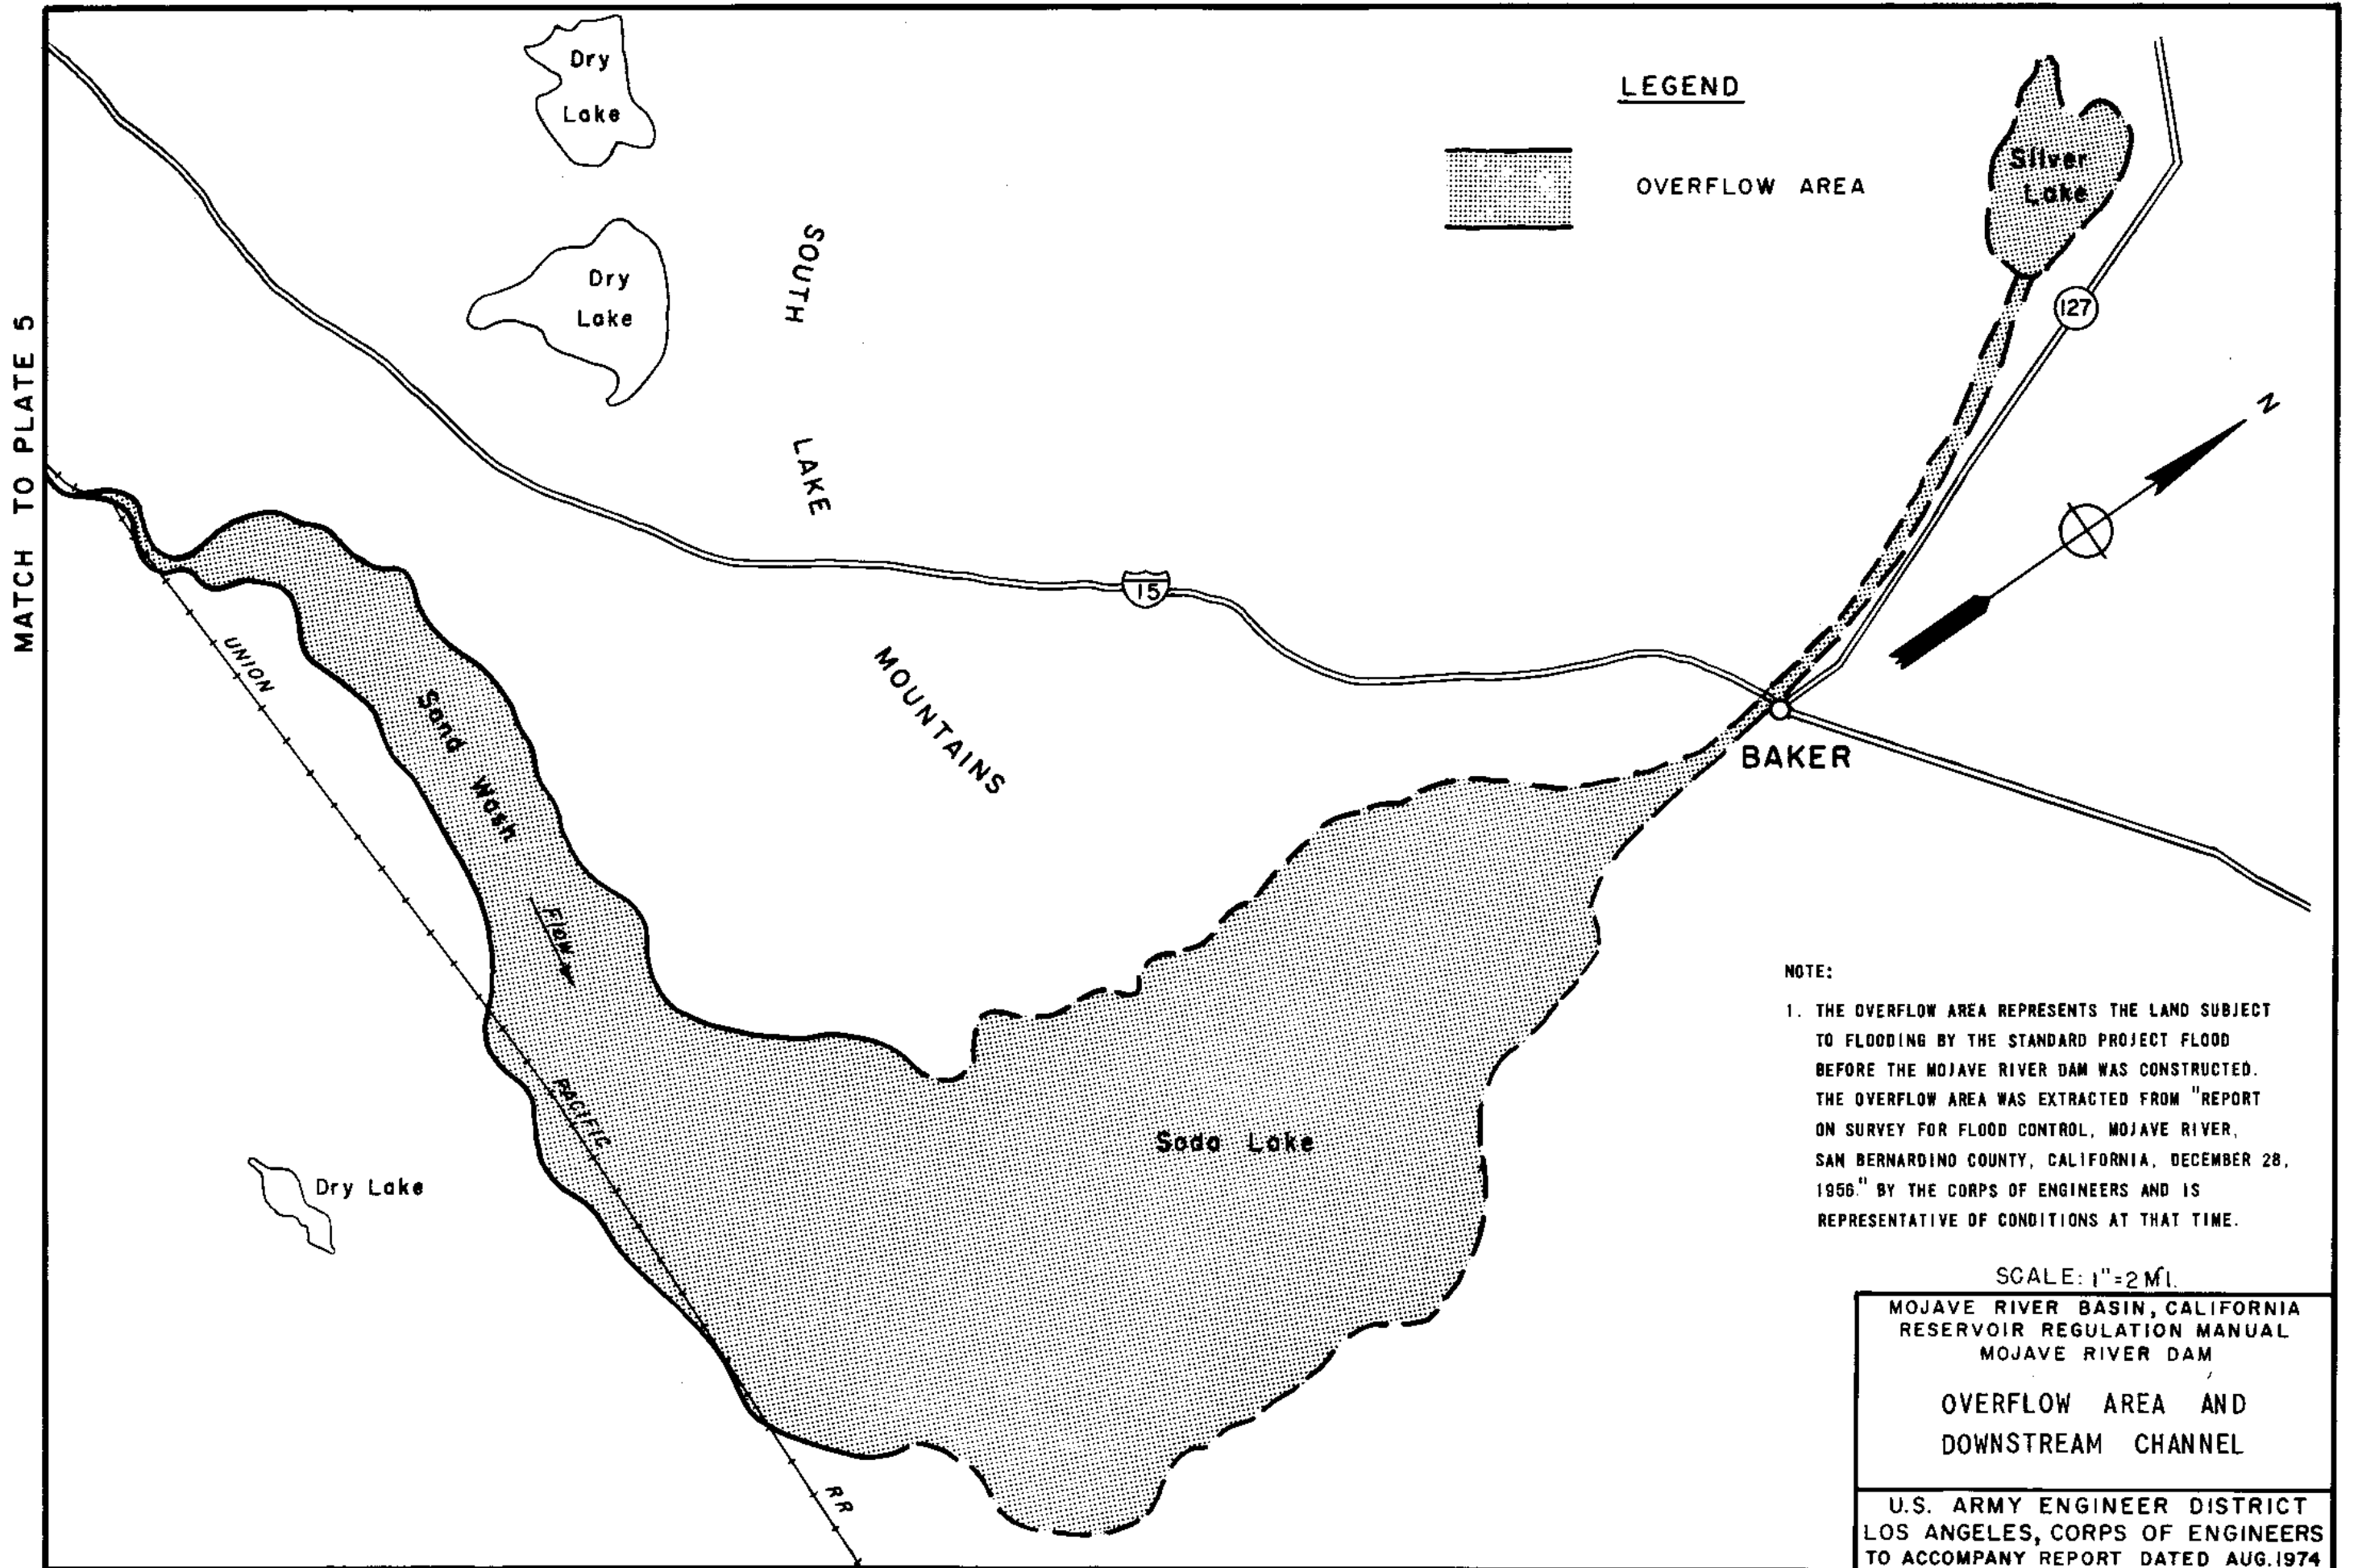 MATCH TO PLATE 5
Dry
Lake
Dry
Lake
SOUTH
LAKE
MOUNTAINS
LEGEND
OVERFLOW AREA
Silver
Lake
127
N
15
BAKER
UNION
PACIFIC
RR
Sand Wash
Flow
Soda Lake
Dry Lake
NOTE:
1. THE OVERFLOW AREA REPRESENTS THE LAND SUBJECT
TO FLOODING BY THE STANDARD PROJECT FLOOD
BEFORE THE MOJAVE RIVER DAM WAS CONSTRUCTED.
THE OVERFLOW AREA WAS EXTRACTED FROM "REPORT
ON SURVEY FOR FLOOD CONTROL, MOJAVE RIVER,
SAN BERNARDINO COUNTY, CALIFORNIA, DECEMBER 28,
1956." BY THE CORPS OF ENGINEERS AND IS
REPRESENTATIVE OF CONDITIONS AT THAT TIME.
SCALE: 1"=2 MI.
MOJAVE RIVER BASIN, CALIFORNIA
RESERVOIR REGULATION MANUAL
MOJAVE RIVER DAM
OVERFLOW AREA AND
DOWNSTREAM CHANNEL
U.S. ARMY ENGINEER DISTRICT
LOS ANGELES, CORPS OF ENGINEERS
TO ACCOMPANY REPORT DATED AUG. 1974